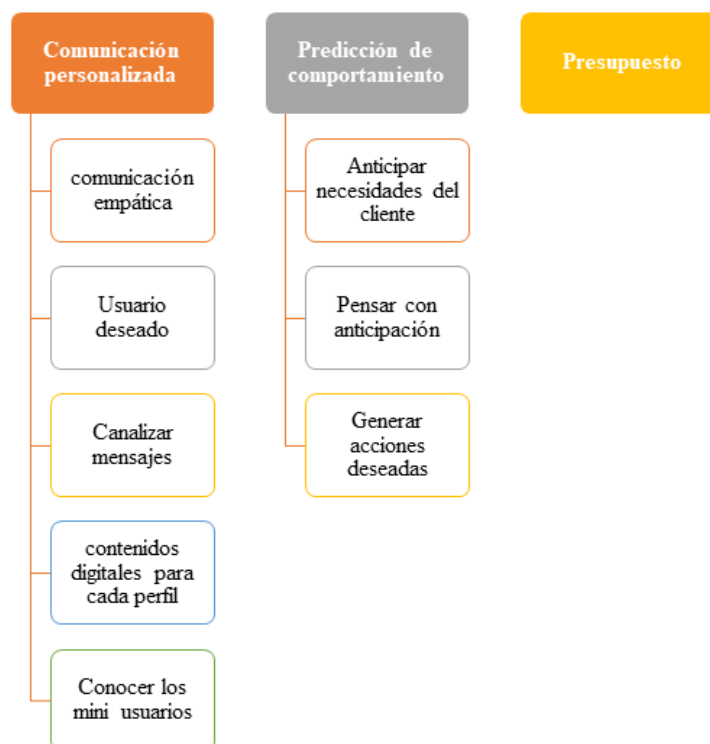 Comunicación
personalizada
comunicación
empática
Usuario
deseado
Canalizar
mensajes
contenidos
digitales para
cada perfil
Conocer los
mini usuarios
Predicción de
comportamiento
Anticipar
necesidades del
cliente
Pensar con
anticipación
Generar
acciones
deseadas
Presupuesto